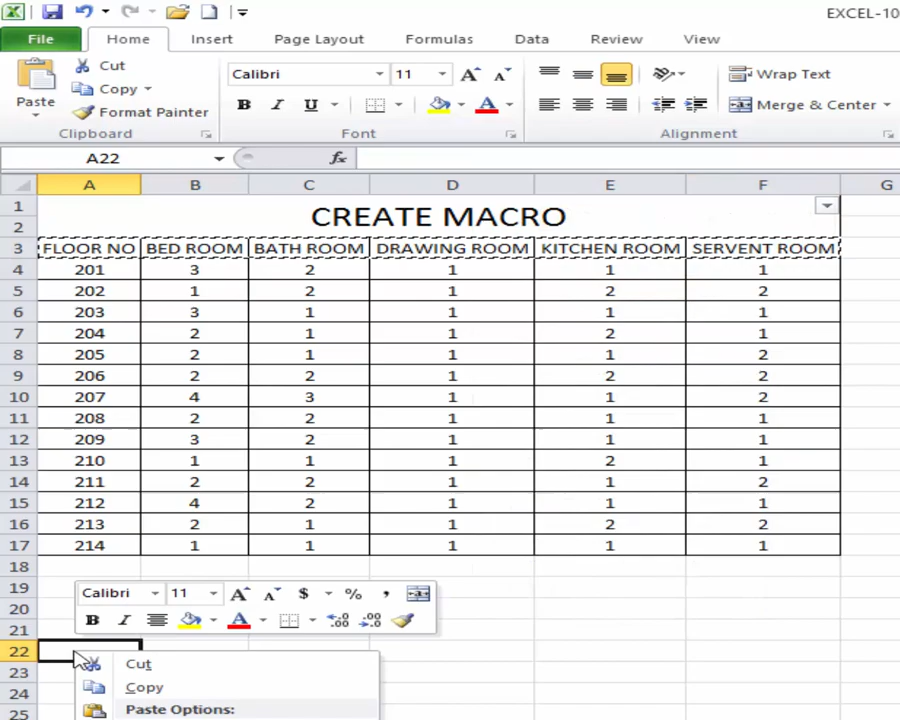 EXCEL-10
File Home Insert Page Layout Formulas Data Review View
Paste Cut
Copy
Format Painter
Calibri 11
B I U A
Wrap Text
Merge & Center
Clipboard Font Alignment
A22 fx
A B C D E F G
1
2 CREATE MACRO
3 FLOOR NO BED ROOM BATH ROOM DRAWING ROOM KITCHEN ROOM SERVENT ROOM
4 201 3 2 1 1 1
5 202 1 2 1 2 2
6 203 3 1 1 1 1
7 204 2 1 1 2 1
8 205 2 1 1 1 2
9 206 2 2 1 2 2
10 207 4 3 1 1 2
11 208 2 2 1 1 1
12 209 3 2 1 1 1
13 210 1 1 1 2 1
14 211 2 2 1 1 2
15 212 4 2 1 1 1
16 213 2 1 1 2 2
17 214 1 1 1 1 1
18
19 Calibri 11 A A $ % ,
20 B I A
21
22 Cut
23 Copy
24
25 Paste Options: